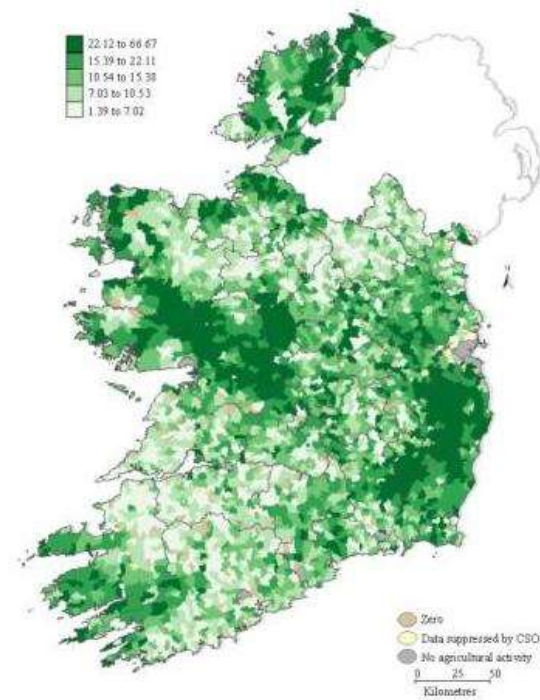 22.12 to 66.67
15.39 to 22.11
10.54 to 15.38
7.03 to 10.53
1.39 to 7.02
N
Zero
Data suppressed by CSO
No agricultural activity
0 25 50
Kilometres